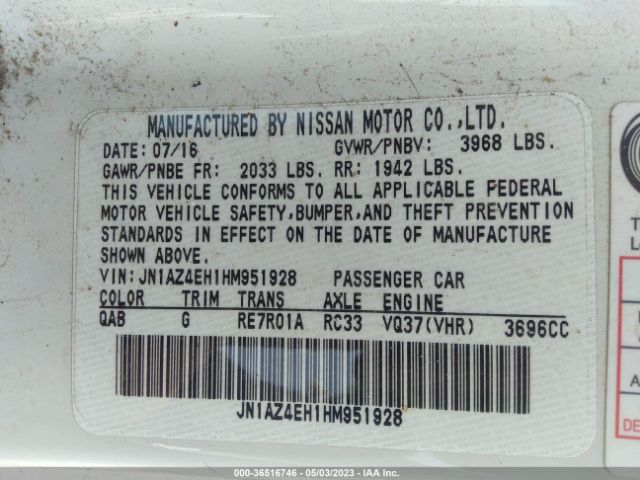 MANUFACTURED BY NISSAN MOTOR CO.,LTD.
DATE: 07/16 GVWR/PNBV: 3968 LBS.
GAWR/PNBE FR: 2033 LBS. RR: 1942 LBS.
THIS VEHICLE CONFORMS TO ALL APPLICABLE FEDERAL
MOTOR VEHICLE SAFETY,BUMPER,AND THEFT PREVENTION
STANDARDS IN EFFECT ON THE DATE OF MANUFACTURE
SHOWN ABOVE.
VIN:JN1AZ4EH1HM951928 PASSENGER CAR
COLOR TRIM TRANS AXLE ENGINE
QAB G RE7R01A RC33 VQ37(VHR) 3696CC
JN1AZ4EH1HM951928
000-36516746 - 05/03/2023 - IAA Inc.